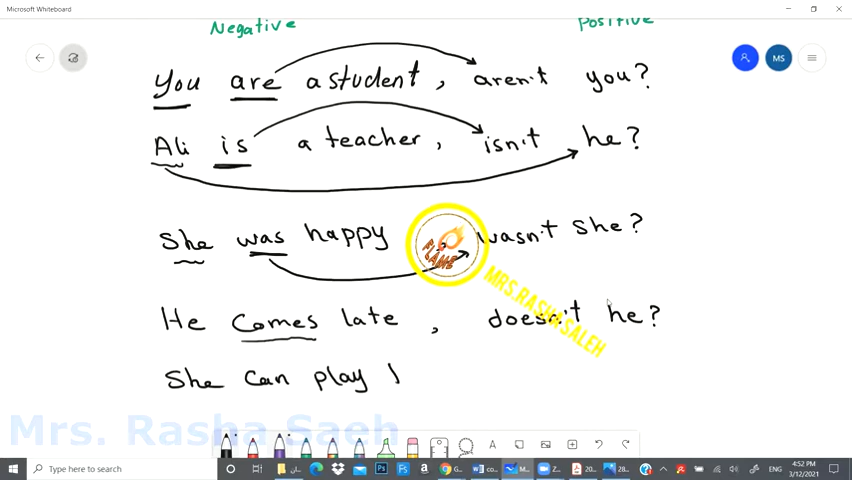 Microsoft Whiteboard
Negative Positive
MS
You are a student, aren't you?
Ali is a teacher, isn't he?
She was happy wasn't she?
FLAME
MRS.RASHA SALEH
He comes late, doesn't he?
She can play
Mrs. Rasha Saeh
Type here to search
ENG
4:52 PM
3/12/2021